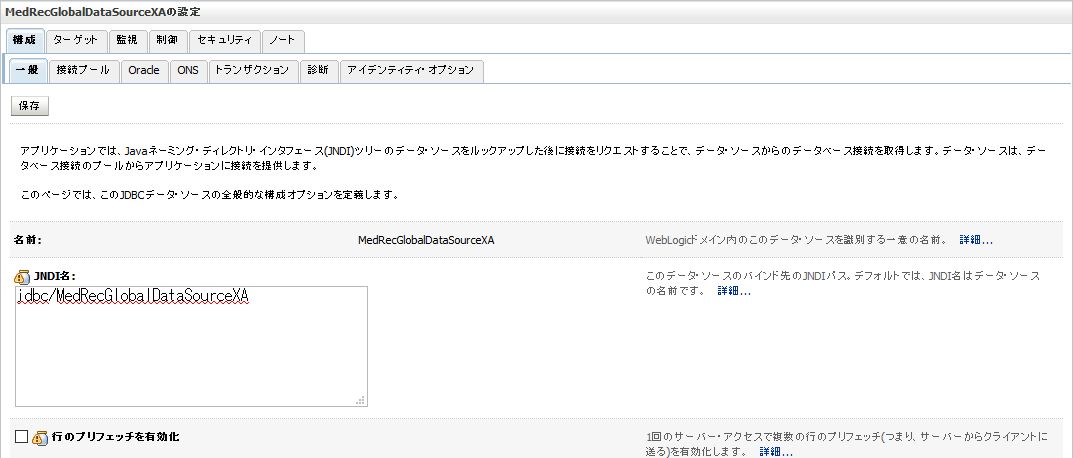 MedRecGlobalDataSourceXAの設定
構成 ターゲット 監視 制御 セキュリティ ノート
一般 接続プール Oracle ONS トランザクション 診断 アイデンティティ・オプション
保存
アプリケーションでは、Javaネーミング・ディレクトリ・インタフェース(JNDI)ツリーのデータ・ソースをルックアップした後に接続をリクエストすることで、データ・ソースからのデータベース接続を取得します。データ・ソースは、デー
タベース接続のプールからアプリケーションに接続を提供します。
このページでは、このJDBCデータ・ソースの全般的な構成オプションを定義します。
名前: MedRecGlobalDataSourceXA WebLogicドメイン内のこのデータ・ソースを識別する一意の名前。 詳細...
JNDI名: このデータ・ソースのバインド先のJNDIパス。デフォルトでは、JNDI名はデータ・ソース
の名前です。 詳細...
jdbc/MedRecGlobalDataSourceXA
行のプリフェッチを有効化 1回のサーバー・アクセスで複数の行のプリフェッチ(つまり、サーバーからクライアントに
送る)を有効化します。 詳細...